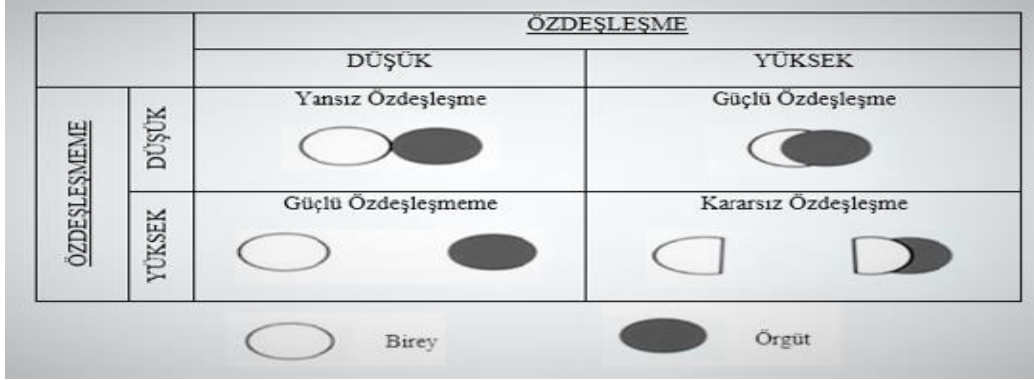 ÖZDEŞLEŞME
DÜŞÜK YÜKSEK
ÖZDEŞLEŞMEME
DÜŞÜK
Yansız Özdeşleşme Güçlü Özdeşleşme
YÜKSEK
Güçlü Özdeşleşmeme Kararsız Özdeşleşme
Birey Örgüt